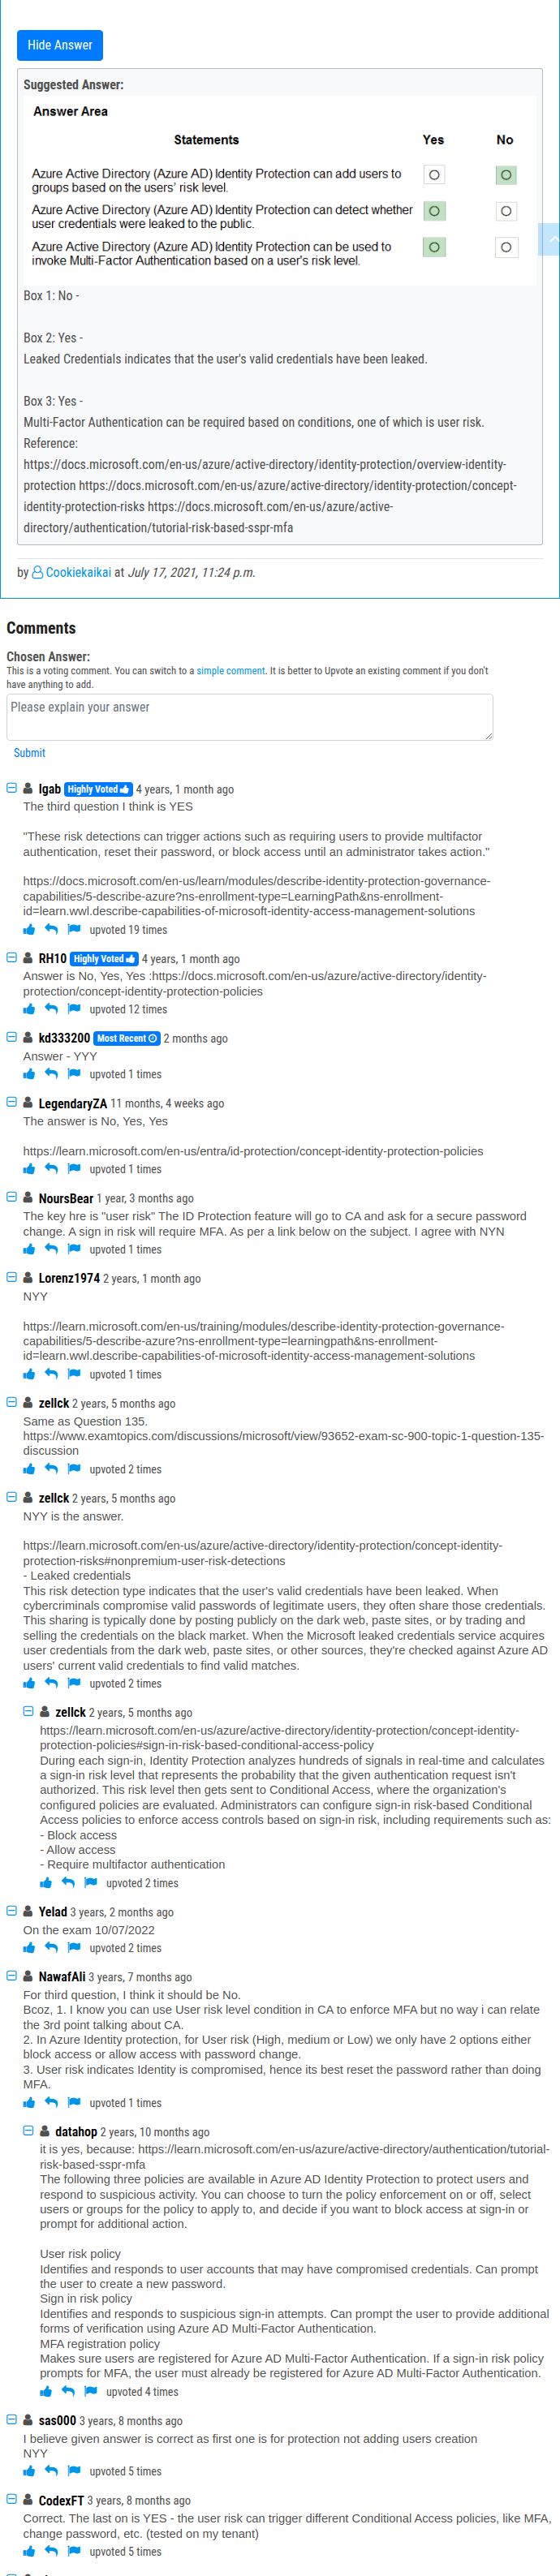 Hide Answer
Suggested Answer:
Answer Area
Statements Yes No
Azure Active Directory (Azure AD) Identity Protection can add users to
groups based on the users' risk level.
Azure Active Directory (Azure AD) Identity Protection can detect whether
user credentials were leaked to the public.
Azure Active Directory (Azure AD) Identity Protection can be used to
invoke Multi-Factor Authentication based on a user's risk level.
Box 1: No -
Box 2: Yes -
Leaked Credentials indicates that the user's valid credentials have been leaked.
Box 3: Yes -
Multi-Factor Authentication can be required based on conditions, one of which is user risk.
Reference:
https://docs.microsoft.com/en-us/azure/active-directory/identity-protection/overview-identity-
protection https://docs.microsoft.com/en-us/azure/active-directory/identity-protection/concept-
identity-protection-risks https://docs.microsoft.com/en-us/azure/active-
directory/authentication/tutorial-risk-based-sspr-mfa
by Cookiekaikai at July 17, 2021, 11:24 p.m.
Comments
Chosen Answer:
This is a voting comment. You can switch to a simple comment. It is better to Upvote an existing comment if you don't
have anything to add.
Please explain your answer
Submit
lgab Highly Voted 4 years, 1 month ago
The third question I think is YES
"These risk detections can trigger actions such as requiring users to provide multifactor
authentication, reset their password, or block access until an administrator takes action."
https://docs.microsoft.com/en-us/learn/modules/describe-identity-protection-governance-
capabilities/5-describe-azure?ns-enrollment-type=LearningPath&ns-enrollment-
id=learn.wwl.describe-capabilities-of-microsoft-identity-access-management-solutions
upvoted 19 times
RH10 Highly Voted 4 years, 1 month ago
Answer is No, Yes, Yes :https://docs.microsoft.com/en-us/azure/active-directory/identity-
protection/concept-identity-protection-policies
upvoted 12 times
kd333200 Most Recent 2 months ago
Answer - YYY
upvoted 1 times
LegendaryZA 11 months, 4 weeks ago
The answer is No, Yes, Yes
https://learn.microsoft.com/en-us/entra/id-protection/concept-identity-protection-policies
upvoted 1 times
NoursBear 1 year, 3 months ago
The key hre is "user risk" The ID Protection feature will go to CA and ask for a secure password
change. A sign in risk will require MFA. As per a link below on the subject. I agree with NYN
upvoted 1 times
Lorenz1974 2 years, 1 month ago
NYY
https://learn.microsoft.com/en-us/training/modules/describe-identity-protection-governance-
capabilities/5-describe-azure?ns-enrollment-type=learningpath&ns-enrollment-
id=learn.wwl.describe-capabilities-of-microsoft-identity-access-management-solutions
upvoted 1 times
zellck 2 years, 5 months ago
Same as Question 135.
https://www.examtopics.com/discussions/microsoft/view/93652-exam-sc-900-topic-1-question-135-
discussion
upvoted 2 times
zellck 2 years, 5 months ago
NYY is the answer.
https://learn.microsoft.com/en-us/azure/active-directory/identity-protection/concept-identity-
protection-risks#nonpremium-user-risk-detections
- Leaked credentials
This risk detection type indicates that the user's valid credentials have been leaked. When
cybercriminals compromise valid passwords of legitimate users, they often share those credentials.
This sharing is typically done by posting publicly on the dark web, paste sites, or by trading and
selling the credentials on the black market. When the Microsoft leaked credentials service acquires
user credentials from the dark web, paste sites, or other sources, they're checked against Azure AD
users' current valid credentials to find valid matches.
upvoted 2 times
zellck 2 years, 5 months ago
https://learn.microsoft.com/en-us/azure/active-directory/identity-protection/concept-identity-
protection-policies#sign-in-risk-based-conditional-access-policy
During each sign-in, Identity Protection analyzes hundreds of signals in real-time and calculates
a sign-in risk level that represents the probability that the given authentication request isn't
authorized. This risk level then gets sent to Conditional Access, where the organization's
configured policies are evaluated. Administrators can configure sign-in risk-based Conditional
Access policies to enforce access controls based on sign-in risk, including requirements such as:
- Block access
- Allow access
- Require multifactor authentication
upvoted 2 times
Yelad 3 years, 2 months ago
On the exam 10/07/2022
upvoted 2 times
NawafAli 3 years, 7 months ago
For third question, I think it should be No.
Bcoz, 1. I know you can use User risk level condition in CA to enforce MFA but no way i can relate
the 3rd point talking about CA.
2. In Azure Identity protection, for User risk (High, medium or Low) we only have 2 options either
block access or allow access with password change.
3. User risk indicates Identity is compromised, hence its best reset the password rather than doing
MFA.
upvoted 1 times
datahop 2 years, 10 months ago
it is yes, because: https://learn.microsoft.com/en-us/azure/active-directory/authentication/tutorial-
risk-based-sspr-mfa
The following three policies are available in Azure AD Identity Protection to protect users and
respond to suspicious activity. You can choose to turn the policy enforcement on or off, select
users or groups for the policy to apply to, and decide if you want to block access at sign-in or
prompt for additional action.
User risk policy
Identifies and responds to user accounts that may have compromised credentials. Can prompt
the user to create a new password.
Sign in risk policy
Identifies and responds to suspicious sign-in attempts. Can prompt the user to provide additional
forms of verification using Azure AD Multi-Factor Authentication.
MFA registration policy
Makes sure users are registered for Azure AD Multi-Factor Authentication. If a sign-in risk policy
prompts for MFA, the user must already be registered for Azure AD Multi-Factor Authentication.
upvoted 4 times
sas000 3 years, 8 months ago
I believe given answer is correct as first one is for protection not adding users creation
NYY
upvoted 5 times
CodexFT 3 years, 8 months ago
Correct. The last on is YES - the user risk can trigger different Conditional Access policies, like MFA,
change password, etc. (tested on my tenant)
upvoted 5 times